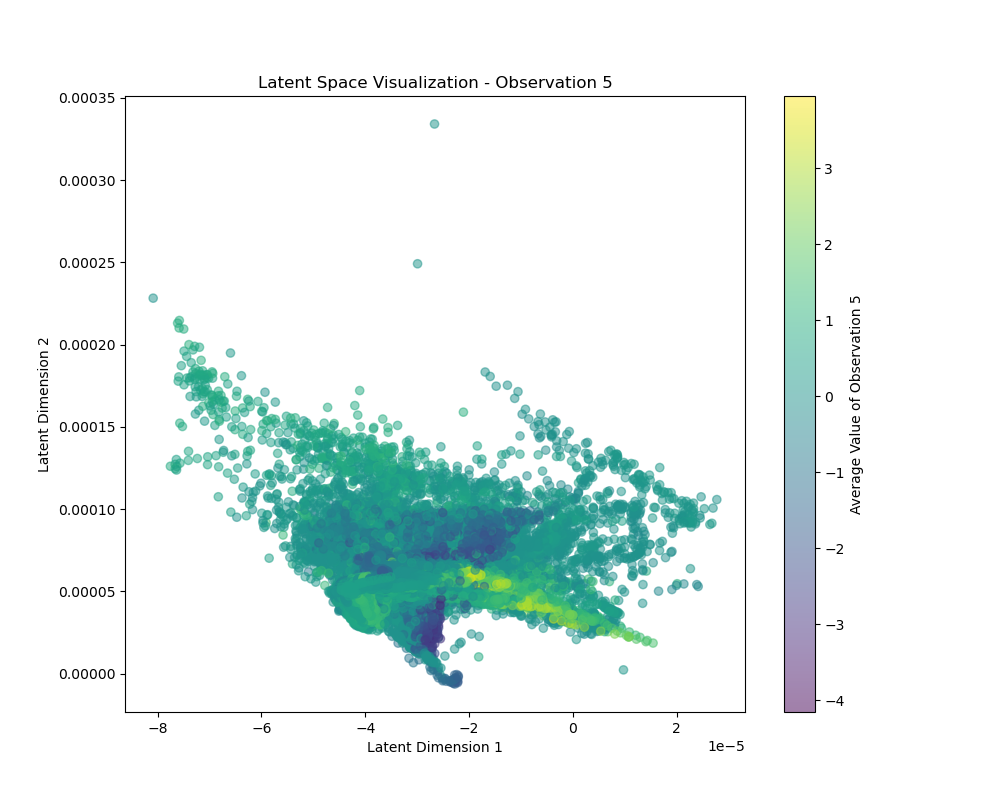 Latent Space Visualization - Observation 5
0.00035
0.00030
0.00025
0.00020
0.00015
0.00010
0.00005
0.00000
Latent Dimension 2
−8 −6 −4 −2 0 2
1e−5
Latent Dimension 1
3
2
1
0
−1
−2
−3
−4
Average Value of Observation 5